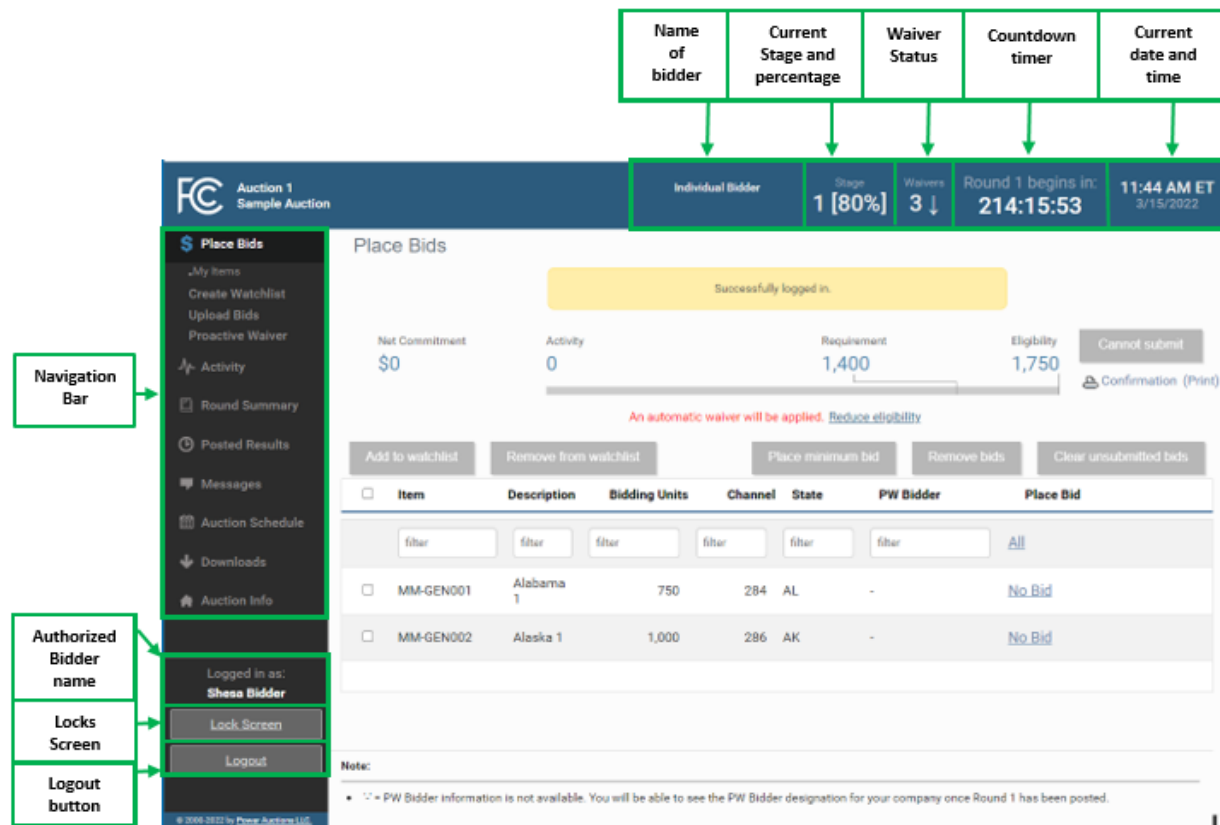 Name
of
bidder
Current
Stage and
percentage
Waiver
Status
Countdown
timer
Current
date and
time
FCC
Auction 1
Sample Auction
Individual Bidder
Stage
1 [80%]
Waivers
3 ↓
Round 1 begins in:
214:15:53
11:44 AM ET
3/15/2022
Navigation
Bar
$ Place Bids
My Items
Create Watchlist
Upload Bids
Proactive Waiver
Activity
Round Summary
Posted Results
Messages
Auction Schedule
Downloads
Auction Info
Authorized
Bidder
name
Logged in as:
Shesa Bidder
Locks
Screen
Lock Screen
Logout
button
Logout
© 2006-2022 by Power Auctions LLC.
Place Bids
Successfully logged in.
Net Commitment
$0
Activity
0
Requirement
1,400
Eligibility
1,750
Cannot submit
Confirmation (Print)
An automatic waiver will be applied. Reduce eligibility
Add to watchlist Remove from watchlist Place minimum bid Remove bids Clear unsubmitted bids
Item Description Bidding Units Channel State PW Bidder Place Bid
filter filter filter filter filter filter All
MM-GEN001 Alabama 1 750 284 AL - No Bid
MM-GEN002 Alaska 1 1,000 286 AK - No Bid
Note:
• '-' = PW Bidder information is not available. You will be able to see the PW Bidder designation for your company once Round 1 has been posted.